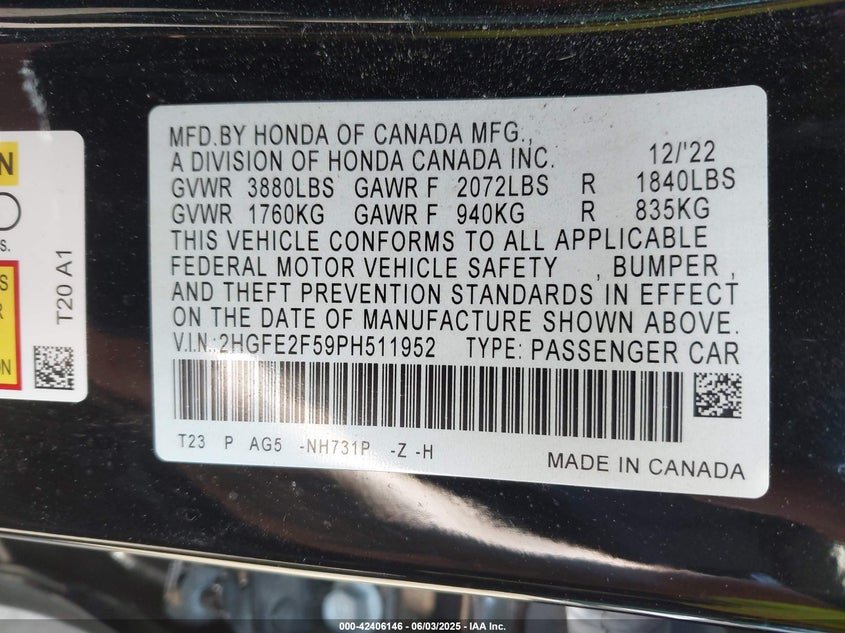 MFD.BY HONDA OF CANADA MFG.,
A DIVISION OF HONDA CANADA INC. 12/'22
GVWR 3880LBS GAWR F 2072LBS R 1840LBS
GVWR 1760KG GAWR F 940KG R 835KG
THIS VEHICLE CONFORMS TO ALL APPLICABLE
FEDERAL MOTOR VEHICLE SAFETY , BUMPER ,
AND THEFT PREVENTION STANDARDS IN EFFECT
ON THE DATE OF MANUFACTURE SHOWN ABOVE.
V.I.N.:2HGFE2F59PH511952 TYPE: PASSENGER CAR
T23 P AG5 -NH731P -Z -H
MADE IN CANADA
T20 A1
000-42406146 - 06/03/2025 - IAA Inc.